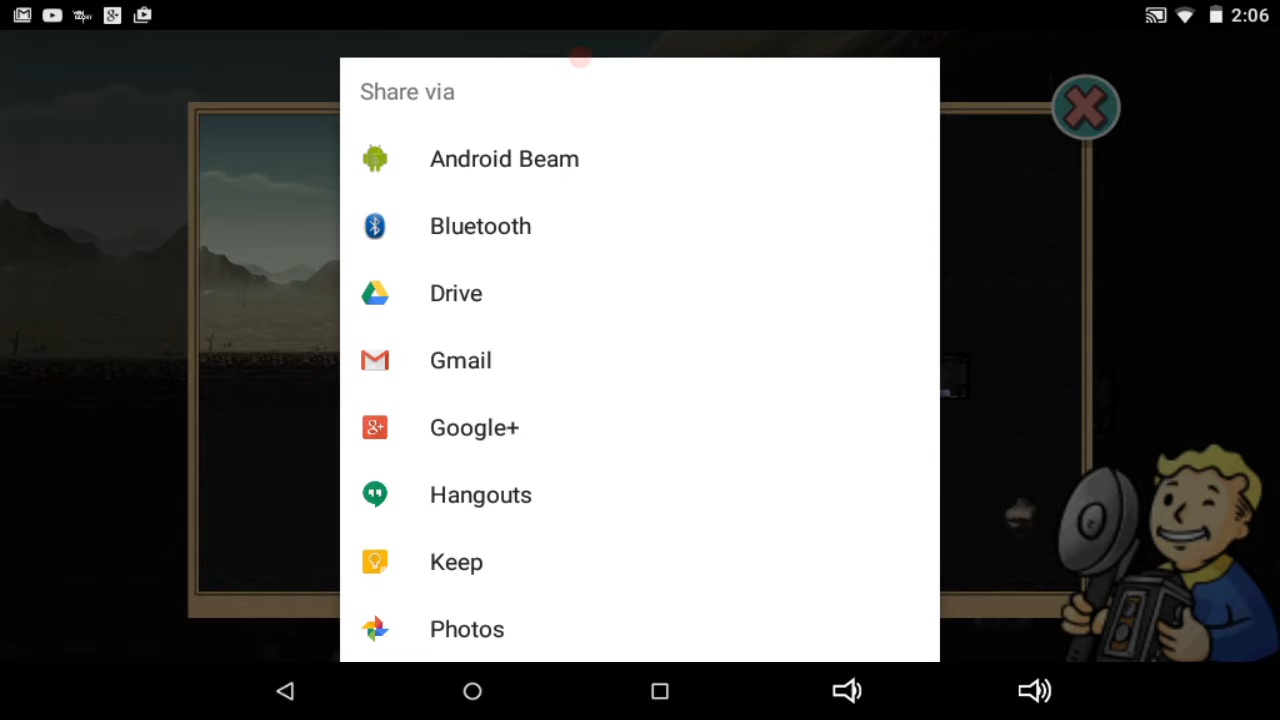 2:06
Share via
Android Beam
Bluetooth
Drive
Gmail
Google+
Hangouts
Keep
Photos